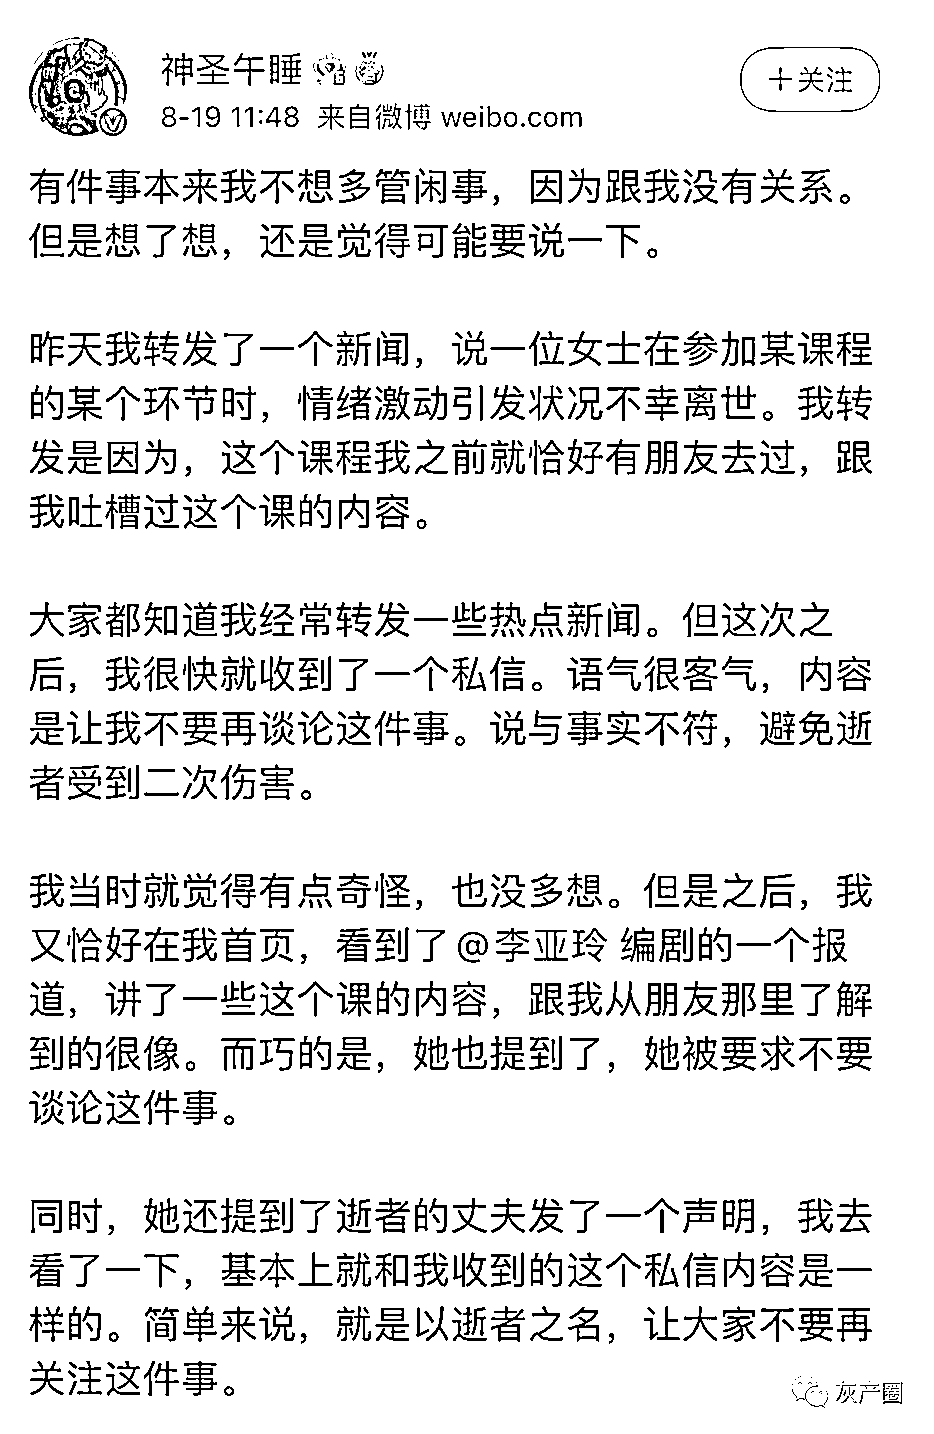 神圣午睡
+关注
8-19 11:48 来自微博 weibo.com
有件事本来我不想多管闲事，因为跟我没有关系。
但是想了想，还是觉得可能要说一下。
昨天我转发了一个新闻，说一位女士在参加某课程
的某个环节时，情绪激动引发状况不幸离世。我转
发是因为，这个课程我之前就恰好有朋友去过，跟
我吐槽过这个课的内容。
大家都知道我经常转发一些热点新闻。但这次之
后，我很快就收到了一个私信。语气很客气，内容
是让我不要再谈论这件事。说与事实不符，避免逝
者受到二次伤害。
我当时就觉得有点奇怪，也没多想。但是之后，我
又恰好在我首页，看到了@李亚玲 编剧的一个报
道，讲了一些这个课的内容，跟我从朋友那里了解
到的很像。而巧的是，她也提到了，她被要求不要
谈论这件事。
同时，她还提到了逝者的丈夫发了一个声明，我去
看了一下，基本上就和我收到的这个私信内容是一
样的。简单来说，就是以逝者之名，让大家不要再
关注这件事。
灰产圈